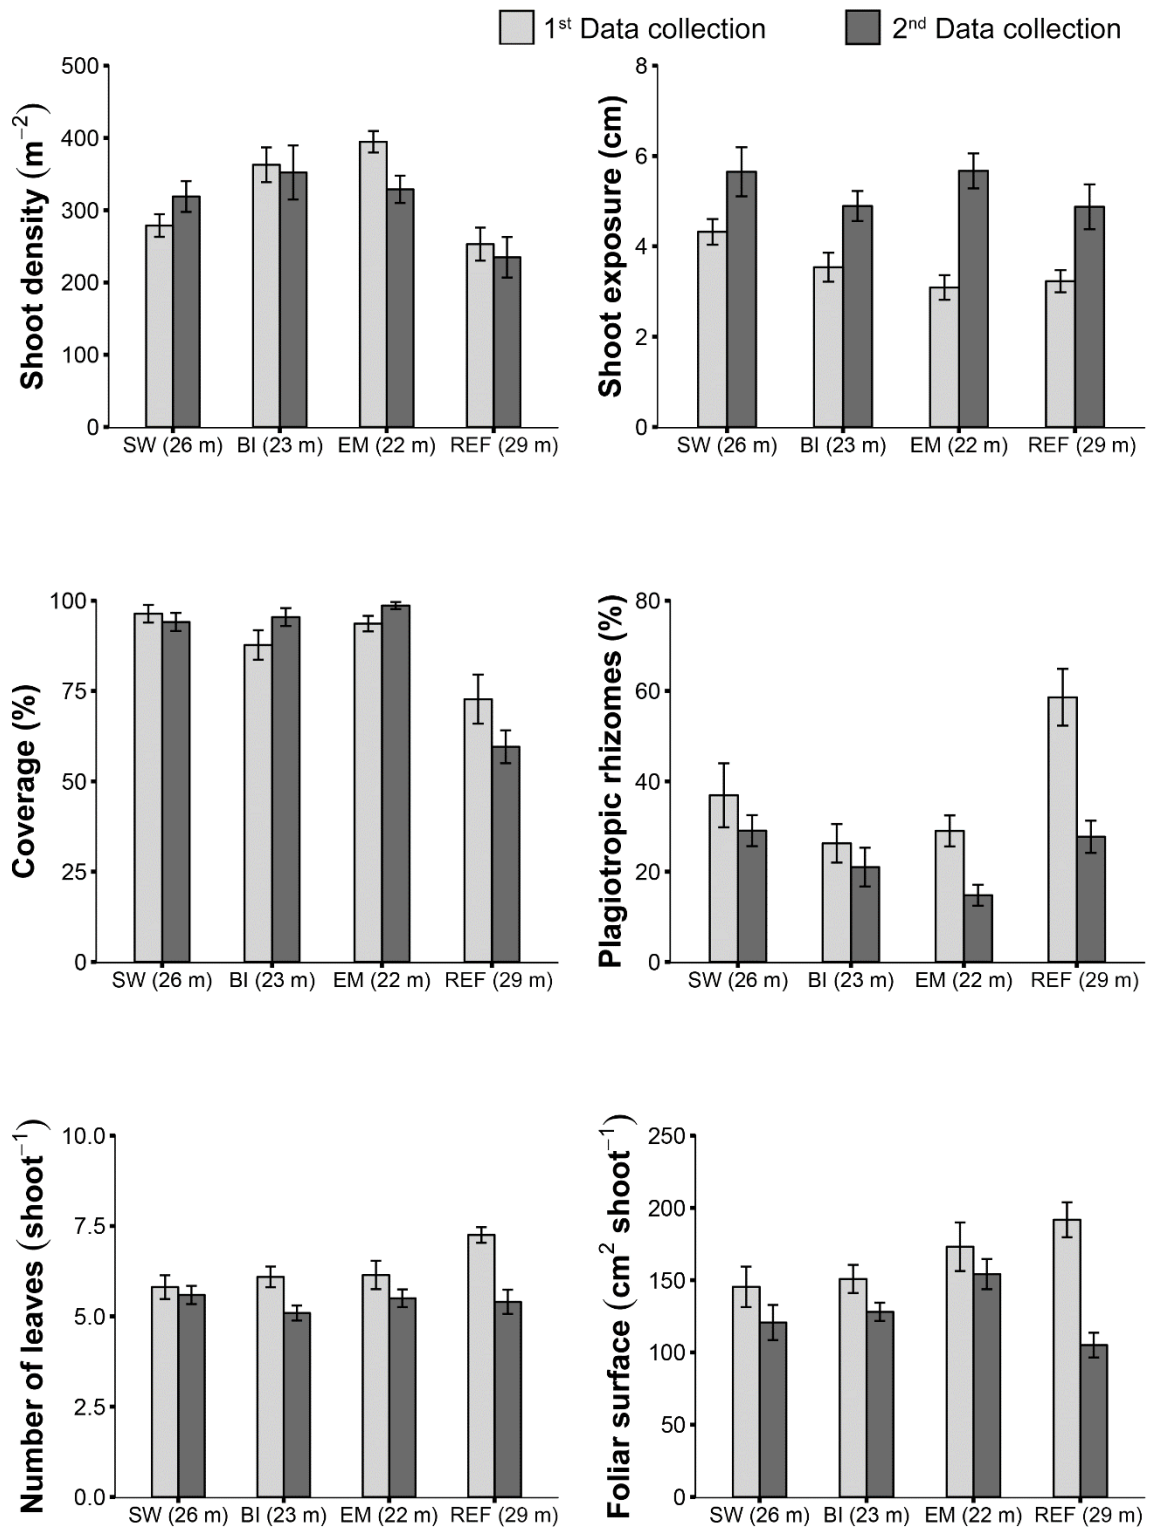 1st Data collection
2nd Data collection
Shoot density (m−2)
500
400
300
200
100
0
SW (26 m) BI (23 m) EM (22 m) REF (29 m)
Shoot exposure (cm)
8
6
4
2
0
SW (26 m) BI (23 m) EM (22 m) REF (29 m)
Coverage (%)
100
75
50
25
0
SW (26 m) BI (23 m) EM (22 m) REF (29 m)
Plagiotropic rhizomes (%)
80
60
40
20
0
SW (26 m) BI (23 m) EM (22 m) REF (29 m)
Number of leaves (shoot−1)
10.0
7.5
5.0
2.5
0.0
SW (26 m) BI (23 m) EM (22 m) REF (29 m)
Foliar surface (cm2 shoot−1)
250
200
150
100
50
0
SW (26 m) BI (23 m) EM (22 m) REF (29 m)